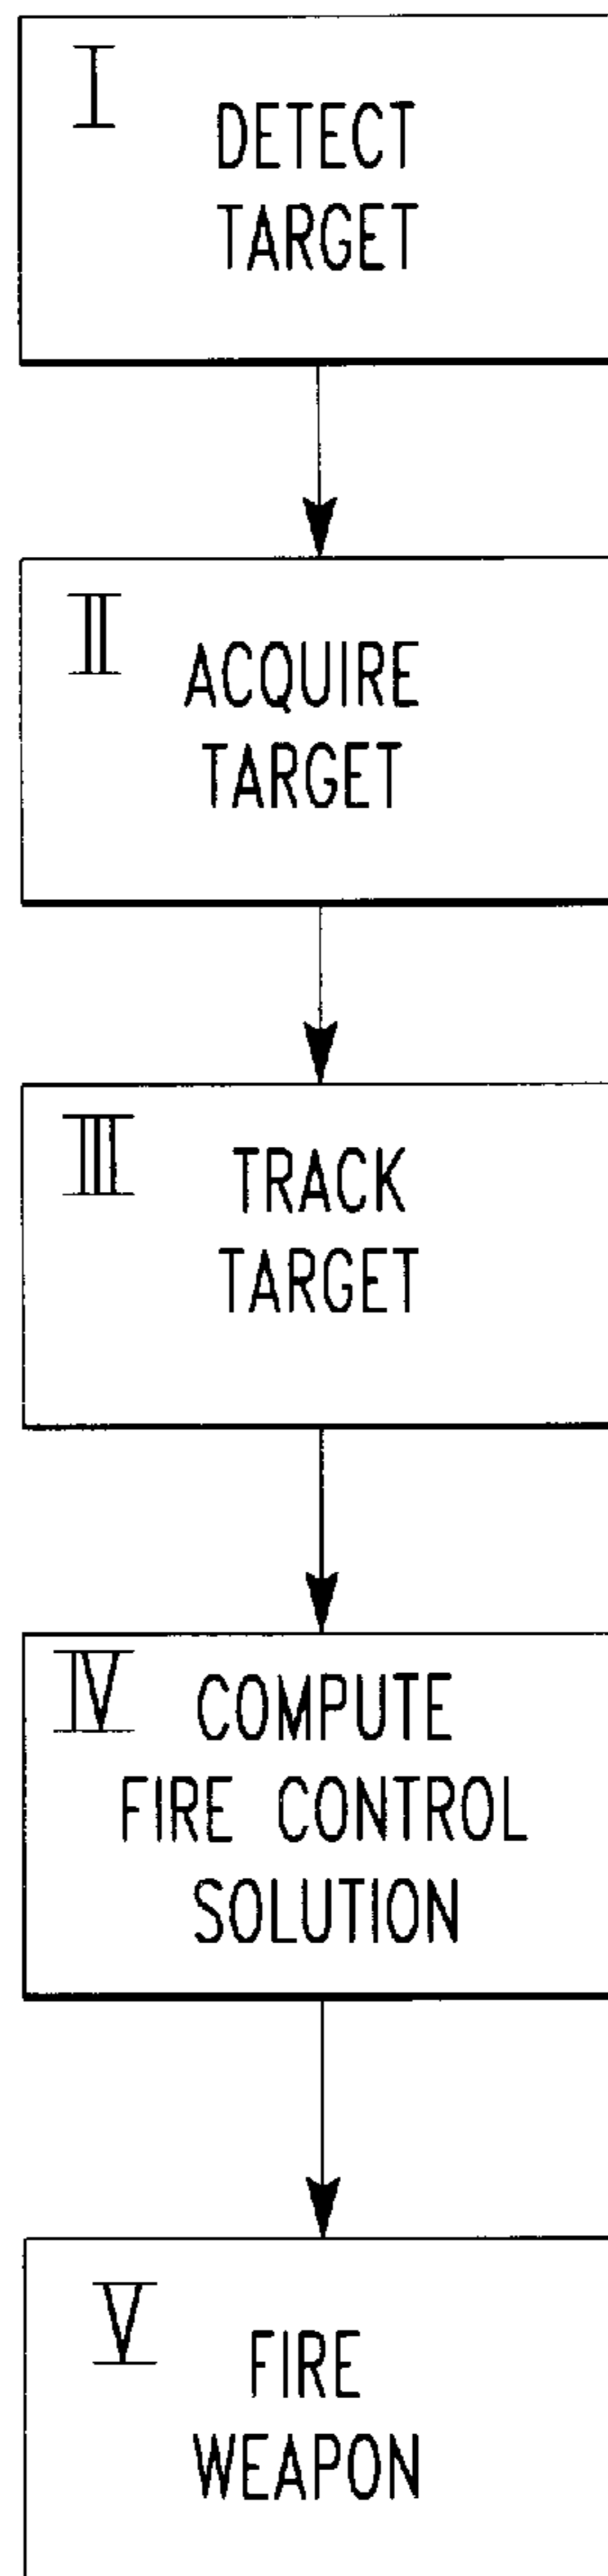 I
DETECT
TARGET
II
ACQUIRE
TARGET
III
TRACK
TARGET
IV
COMPUTE
FIRE CONTROL
SOLUTION
V
FIRE
WEAPON